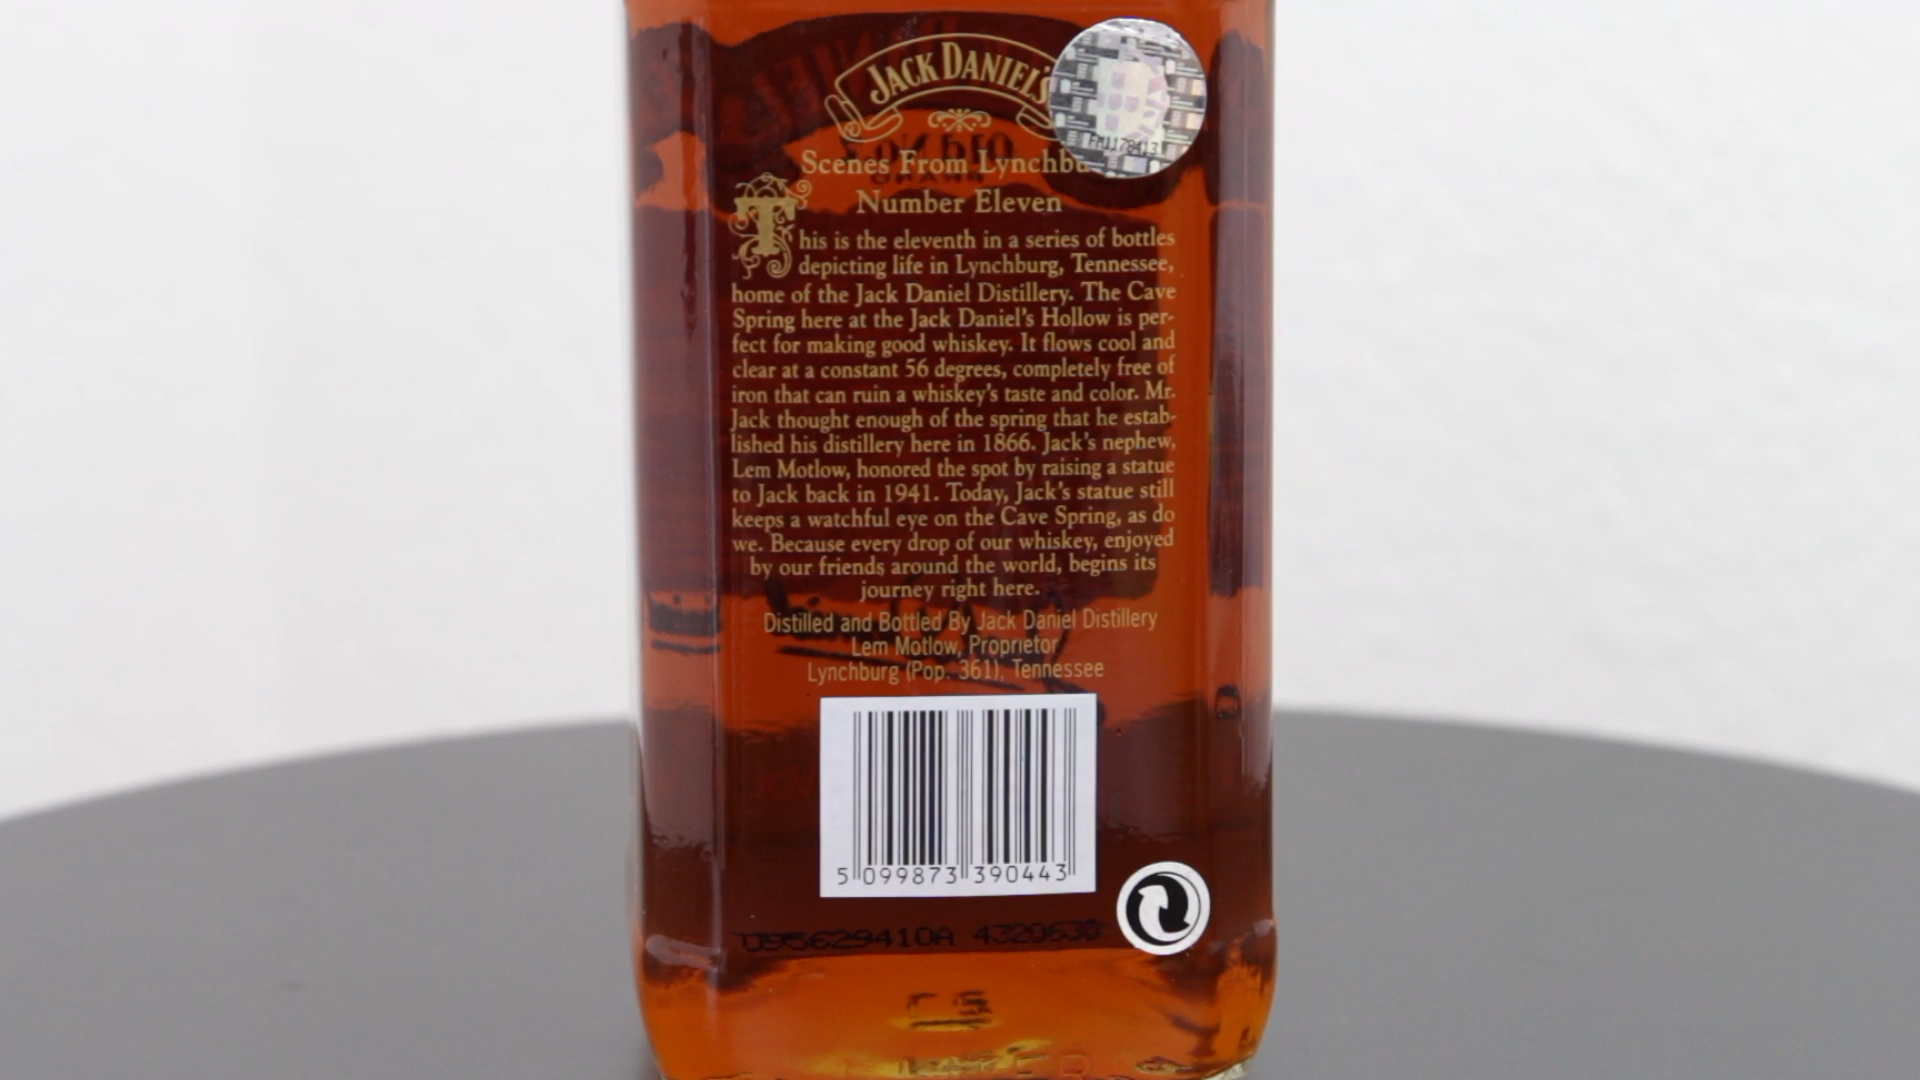 JACK DANIEL'S
Scenes From
Number Eleven
This is the eleventh in a series of bottles
depicting life in Lynchburg, Tennessee,
home of the Jack Daniel Distillery. The Cave
Spring here at the Jack Daniel's Hollow is per-
fect for making good whiskey. It flows cool and
clear at a constant 56 degrees, completely free of
iron that can ruin a whiskey's taste and color. Mr.
Jack thought enough of the spring that he estab-
lished his distillery here in 1866. Jack's nephew,
Lem Motlow, honored the spot by raising a statue
to Jack back in 1941. Today, Jack's statue still
keeps a watchful eye on the Cave Spring, as do
we. Because every drop of our whiskey, enjoyed
by our friends around the world, begins its
journey right here.
Distilled and Bottled By Jack Daniel Distillery
Lem Motlow, Proprietor
Lynchburg (Pop. 361), Tennessee
5 099873 390443